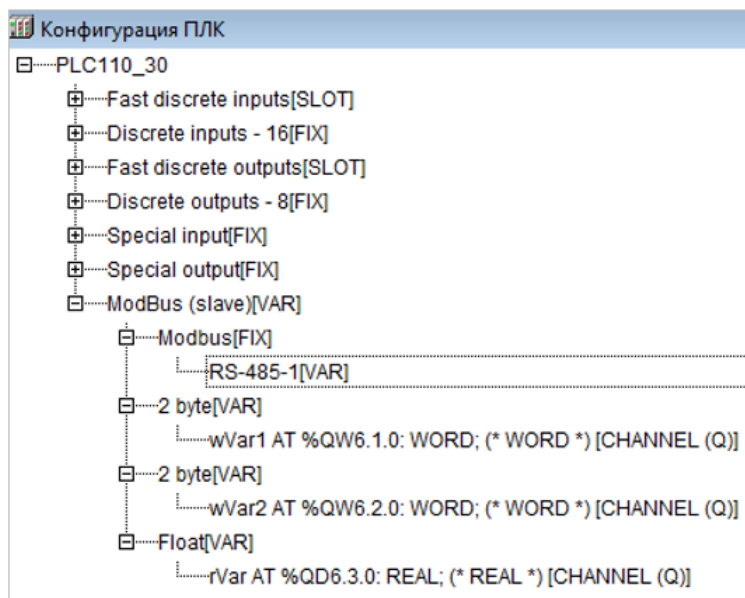 Конфигурация ПЛК
PLC110_30
Fast discrete inputs[SLOT]
Discrete inputs - 16[FIX]
Fast discrete outputs[SLOT]
Discrete outputs - 8[FIX]
Special input[FIX]
Special output[FIX]
ModBus (slave)[VAR]
Modbus[FIX]
RS-485-1[VAR]
2 byte[VAR]
wVar1 AT %QW6.1.0: WORD; (* WORD *) [CHANNEL (Q)]
2 byte[VAR]
wVar2 AT %QW6.2.0: WORD; (* WORD *) [CHANNEL (Q)]
Float[VAR]
rVar AT %QD6.3.0: REAL; (* REAL *) [CHANNEL (Q)]